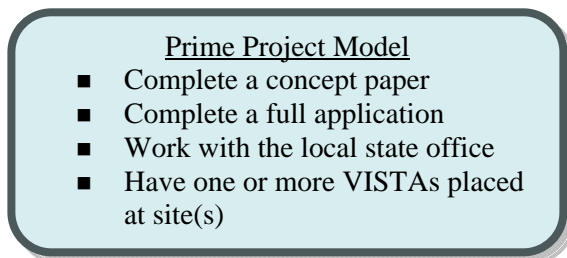 Prime Project Model
■ Complete a concept paper
■ Complete a full application
■ Work with the local state office
■ Have one or more VISTAs placed
at site(s)